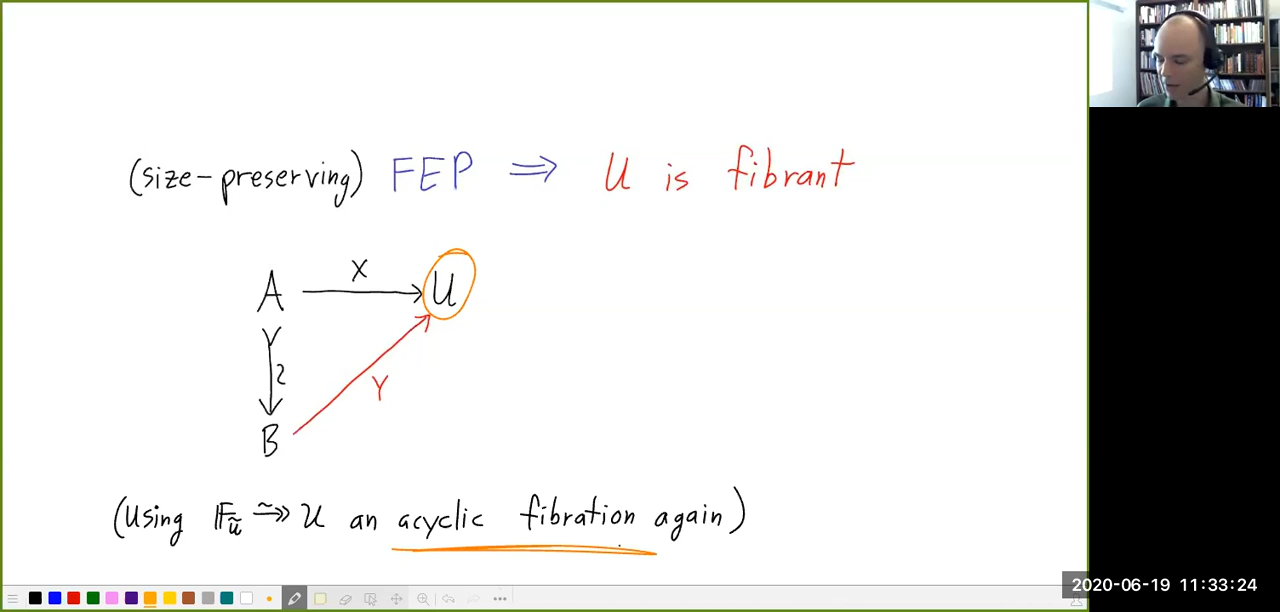 (size-preserving) FEP ⇒ U is fibrant
A X U
~
Y
B
(Using 𝔽_ũ ⥲ U an acyclic fibration again)
2020-06-19 11:33:24